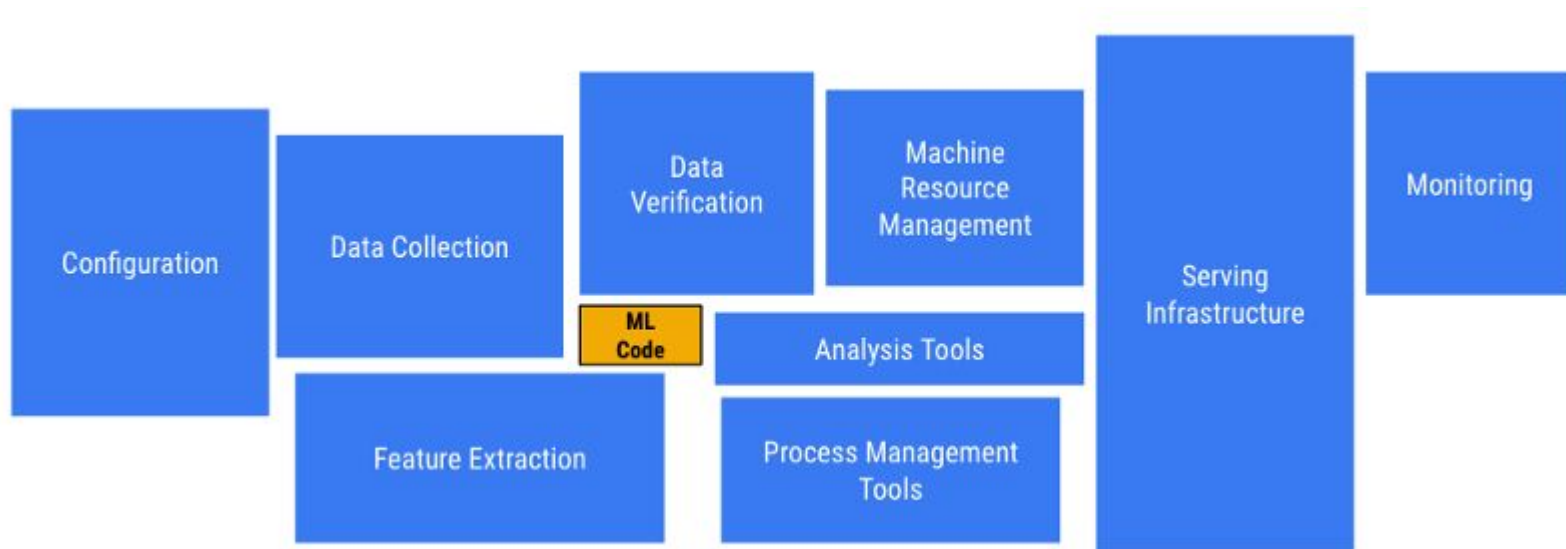 Configuration
Data Collection
Feature Extraction
Data
Verification
ML
Code
Machine
Resource
Management
Analysis Tools
Process Management
Tools
Serving
Infrastructure
Monitoring